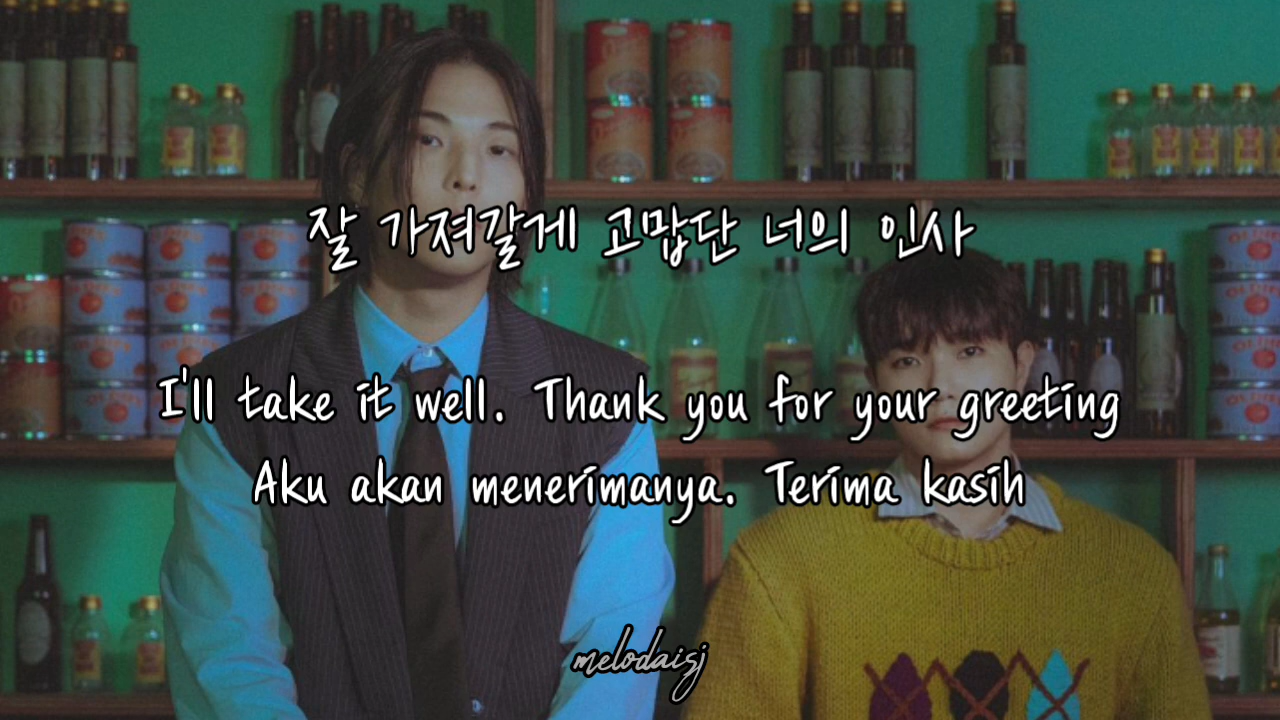 잘 가져갈게 고맙단 너의 인사
I'll take it well. Thank you for your greeting
Aku akan menerimanya. Terima kasih
melodaisj